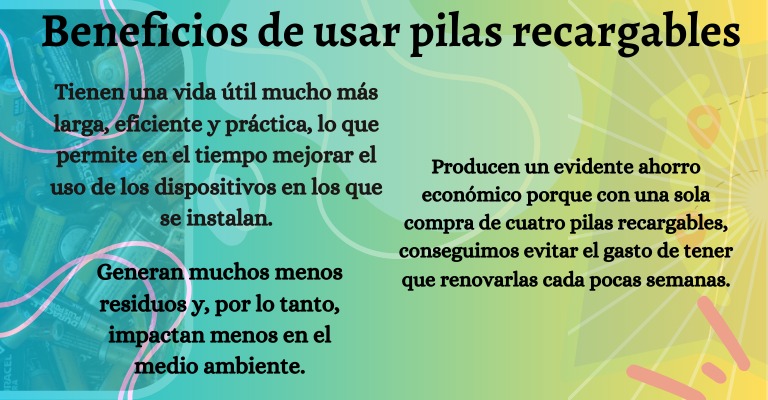 Beneficios de usar pilas recargables
Tienen una vida útil mucho más
larga, eficiente y práctica, lo que
permite en el tiempo mejorar el
uso de los dispositivos en los que
se instalan.
Generan muchos menos
residuos y, por lo tanto,
impactan menos en el
medio ambiente.
Producen un evidente ahorro
económico porque con una sola
compra de cuatro pilas recargables,
conseguimos evitar el gasto de tener
que renovarlas cada pocas semanas.